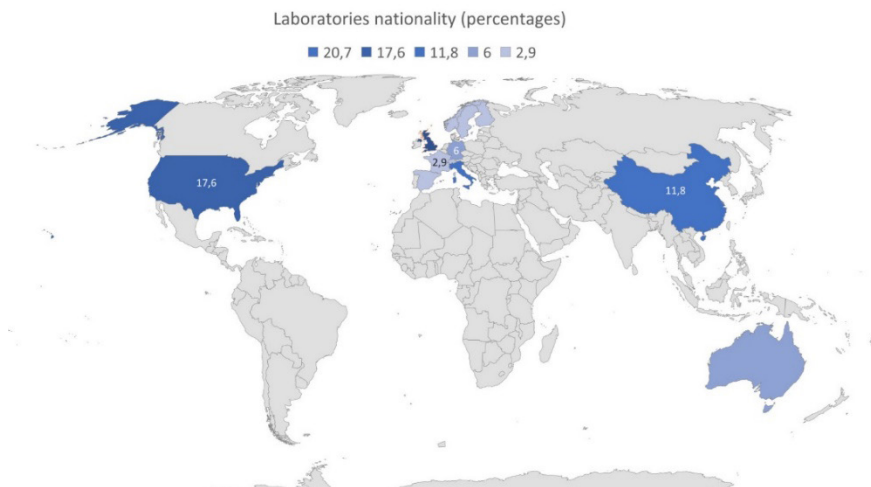 Laboratories nationality (percentages)
20,7 17,6 11,8 6 2,9
6
2,9
17,6
11,8